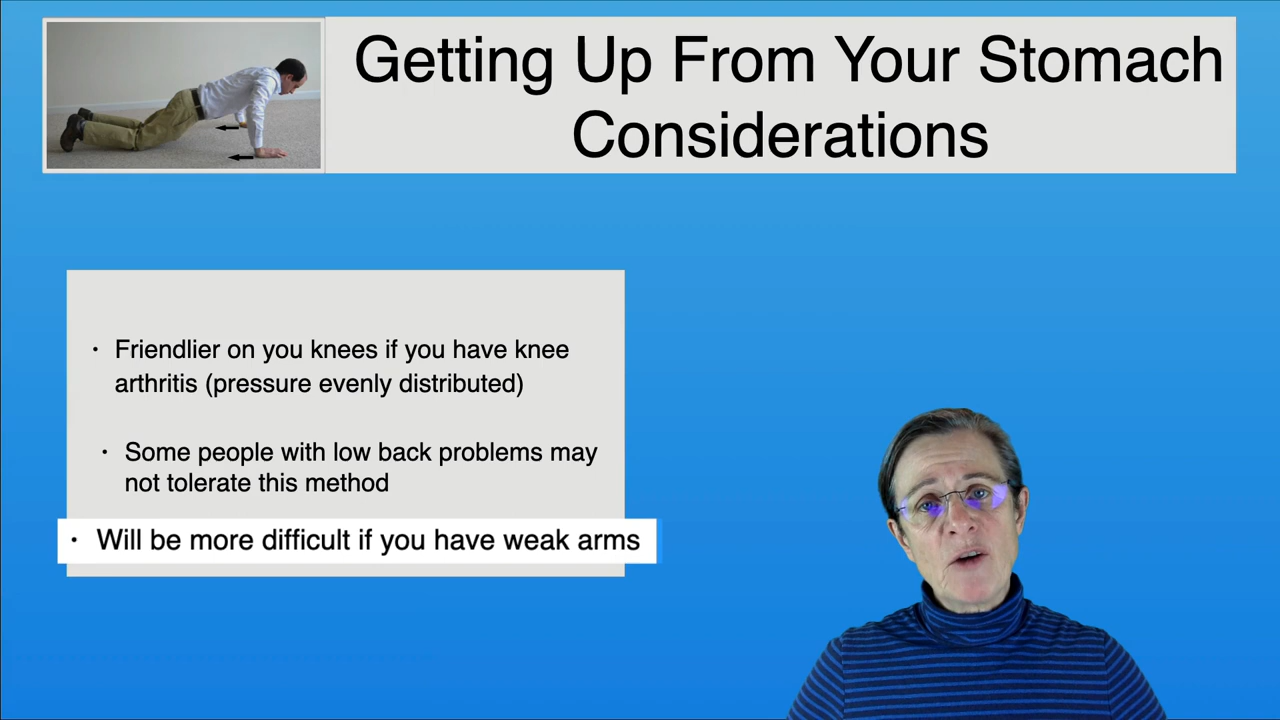 Getting Up From Your Stomach
Considerations
· Friendlier on you knees if you have knee
arthritis (pressure evenly distributed)
· Some people with low back problems may
not tolerate this method
· Will be more difficult if you have weak arms